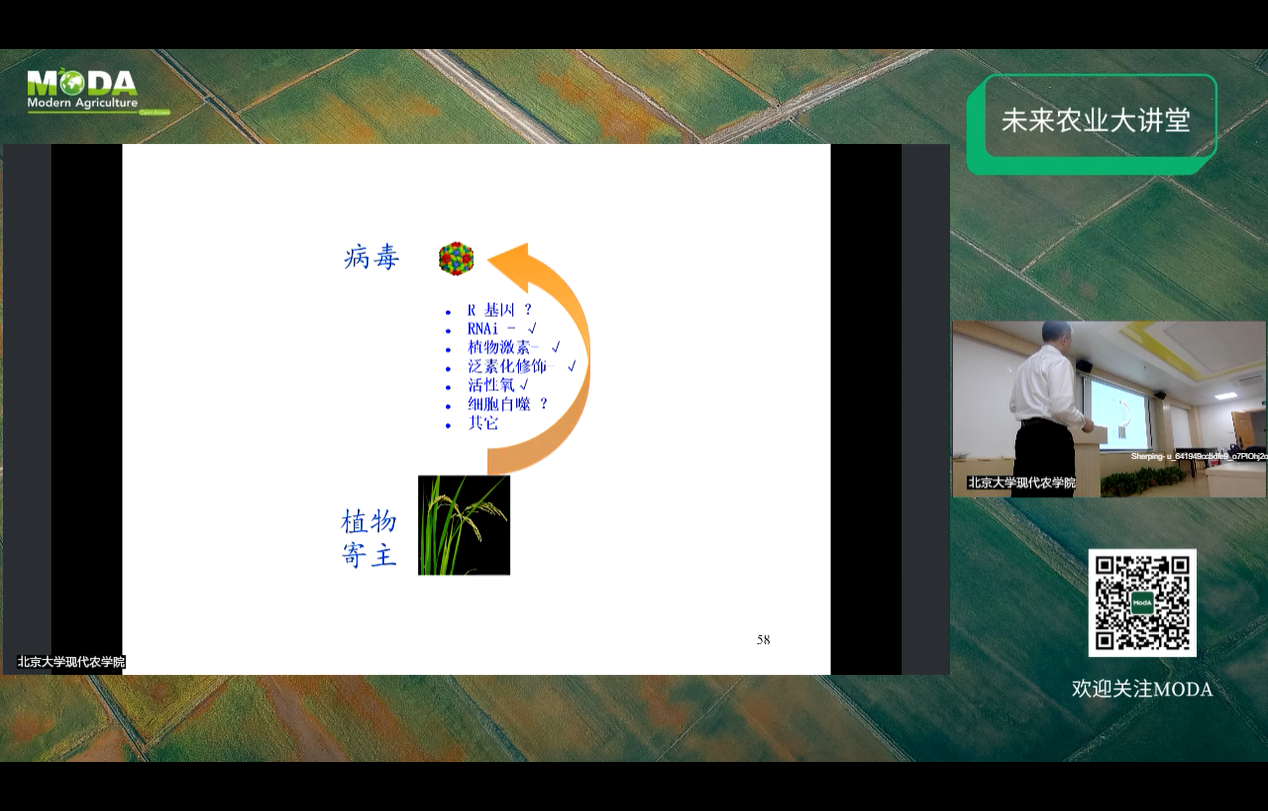 MODA
Modern Agriculture
Open Access
未来农业大讲堂
病毒
• R 基因 ?
• RNAi - √
• 植物激素- √
• 泛素化修饰- √
• 活性氧√
• 细胞自噬 ?
• 其它
植物
寄主
58
北京大学现代农学院
北京大学现代农学院
ModA
欢迎关注MODA